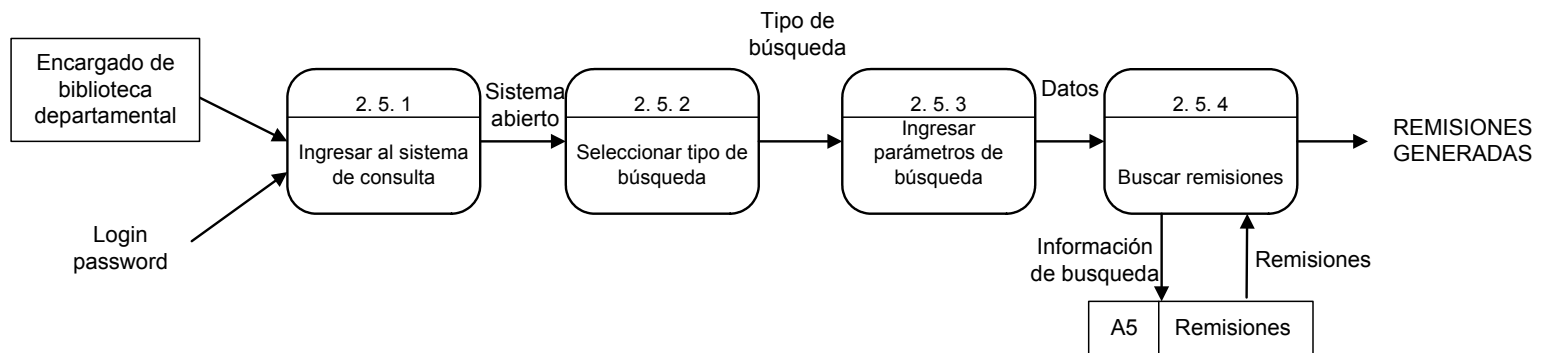 Encargado de
biblioteca
departamental
Login
password
2. 5. 1
Ingresar al sistema
de consulta
Sistema
abierto
2. 5. 2
Seleccionar tipo de
búsqueda
Tipo de
búsqueda
2. 5. 3
Ingresar
parámetros de
búsqueda
Datos
2. 5. 4
Buscar remisiones
REMISIONES
GENERADAS
Información
de busqueda
Remisiones
A5 Remisiones